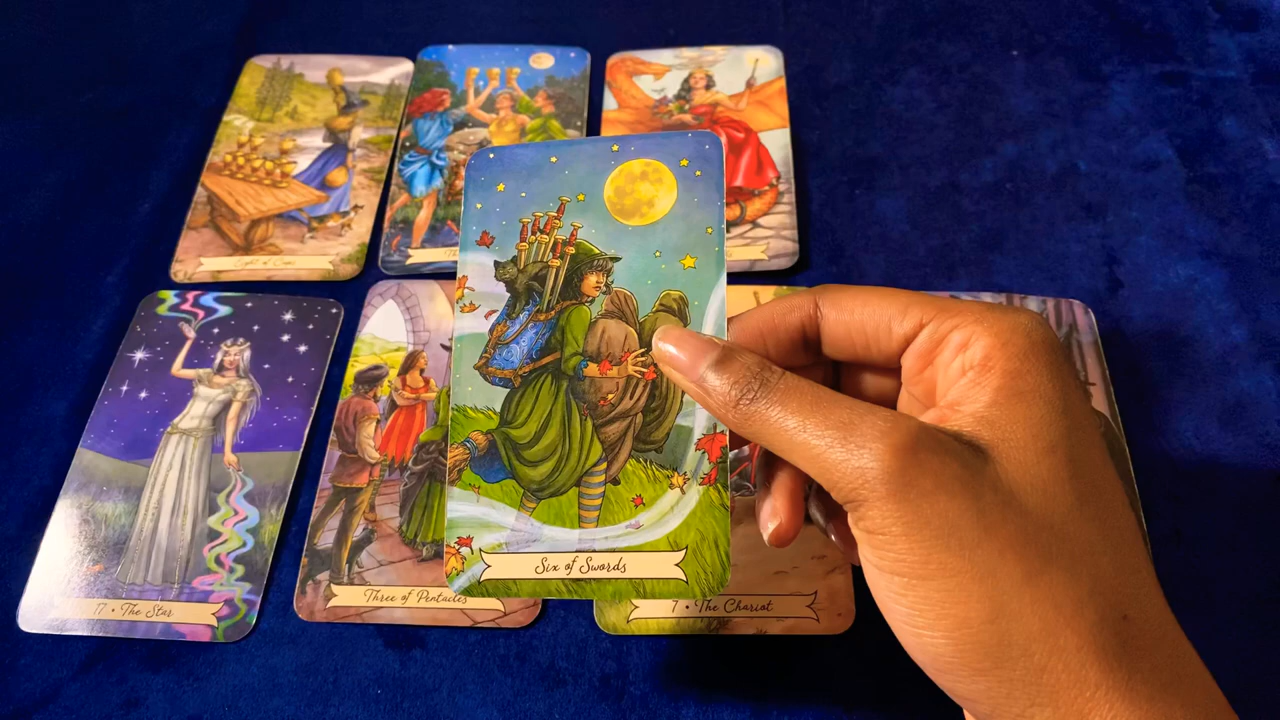 Eight of Cups
Six of Swords
17 • The Star
Three of Pentacles
7 • The Chariot